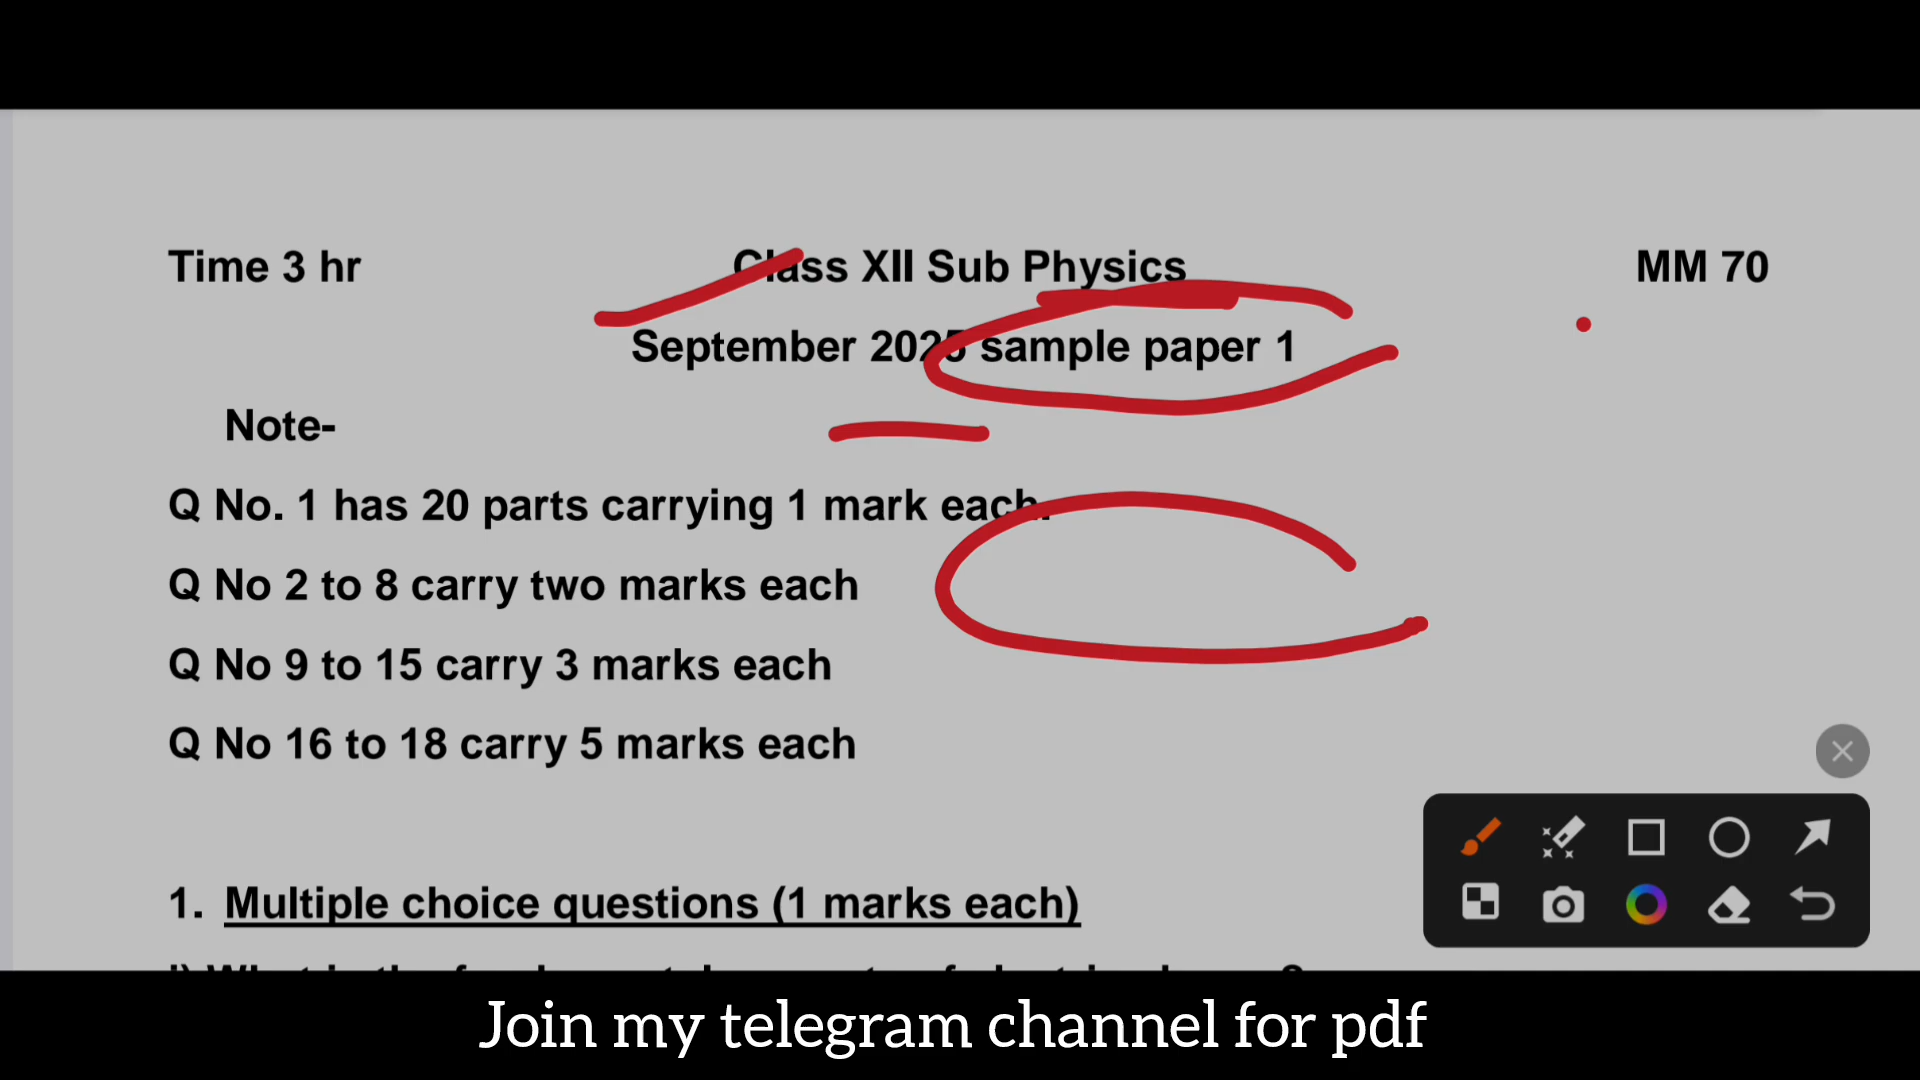 Time 3 hr Class XII Sub Physics MM 70
September 2025 sample paper 1
Note-
Q No. 1 has 20 parts carrying 1 mark each.
Q No 2 to 8 carry two marks each
Q No 9 to 15 carry 3 marks each
Q No 16 to 18 carry 5 marks each
1. Multiple choice questions (1 marks each)
Join my telegram channel for pdf